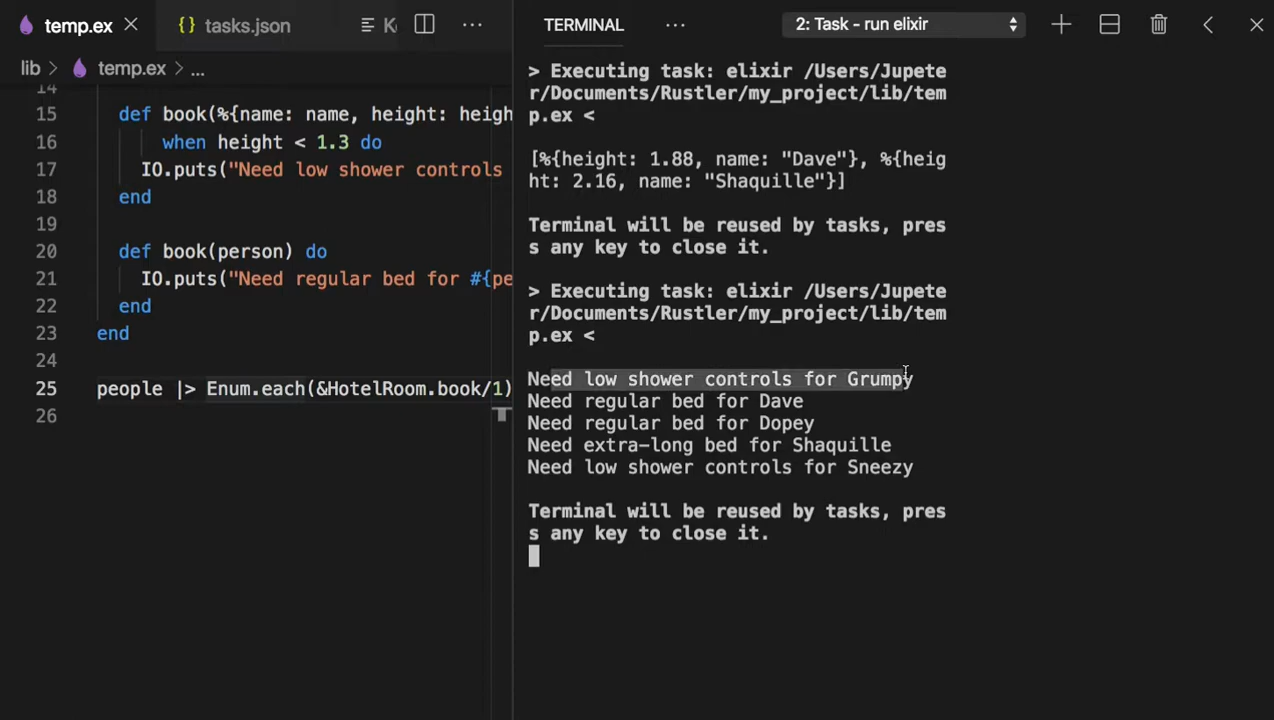 temp.ex
tasks.json
K
lib > temp.ex > ...
14
15 def book(%{name: name, height: heigh
16 when height < 1.3 do
17 IO.puts("Need low shower controls
18 end
19
20 def book(person) do
21 IO.puts("Need regular bed for #{pe
22 end
23 end
24
25 people |> Enum.each(&HotelRoom.book/1)
26
TERMINAL
2: Task - run elixir
> Executing task: elixir /Users/Jupete
r/Documents/Rustler/my_project/lib/tem
p.ex <
[%{height: 1.88, name: "Dave"}, %{heig
ht: 2.16, name: "Shaquille"}]
Terminal will be reused by tasks, pres
s any key to close it.
> Executing task: elixir /Users/Jupete
r/Documents/Rustler/my_project/lib/tem
p.ex <
Need low shower controls for Grumpy
Need regular bed for Dave
Need regular bed for Dopey
Need extra-long bed for Shaquille
Need low shower controls for Sneezy
Terminal will be reused by tasks, pres
s any key to close it.